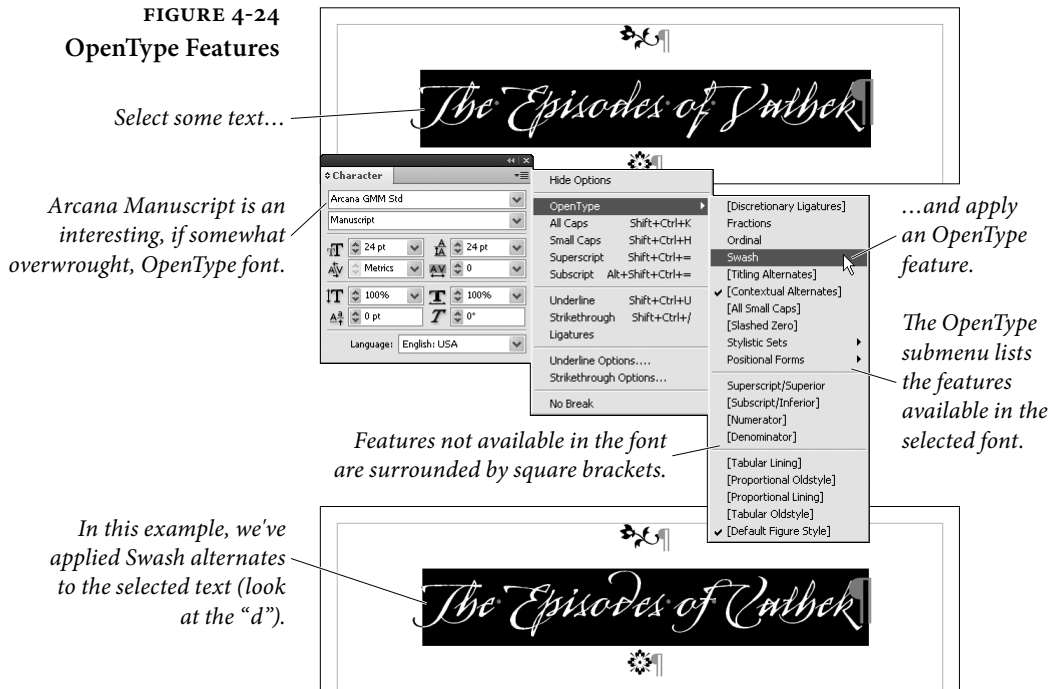 FIGURE 4-24
OpenType Features
Select some text…
The Episodes of Vathek¶
Arcana Manuscript is an
interesting, if somewhat
overwrought, OpenType font.
Character
Arcana GMM Std
Manuscript
24 pt
24 pt
Metrics
0
100%
100%
0 pt
0°
Language: English: USA
Hide Options
OpenType
All Caps Shift+Ctrl+K
Small Caps Shift+Ctrl+H
Superscript Shift+Ctrl+=
Subscript Alt+Shift+Ctrl+=
Underline Shift+Ctrl+U
Strikethrough Shift+Ctrl+/
Ligatures
Underline Options....
Strikethrough Options...
No Break
[Discretionary Ligatures]
Fractions
Ordinal
Swash
[Titling Alternates]
[Contextual Alternates]
[All Small Caps]
[Slashed Zero]
Stylistic Sets
Positional Forms
Superscript/Superior
[Subscript/Inferior]
[Numerator]
[Denominator]
[Tabular Lining]
[Proportional Oldstyle]
[Proportional Lining]
[Tabular Oldstyle]
[Default Figure Style]
…and apply
an OpenType
feature.
The OpenType
submenu lists
the features
available in the
selected font.
Features not available in the font
are surrounded by square brackets.
In this example, we've
applied Swash alternates
to the selected text (look
at the “d”).
The Episodes of Vathek¶